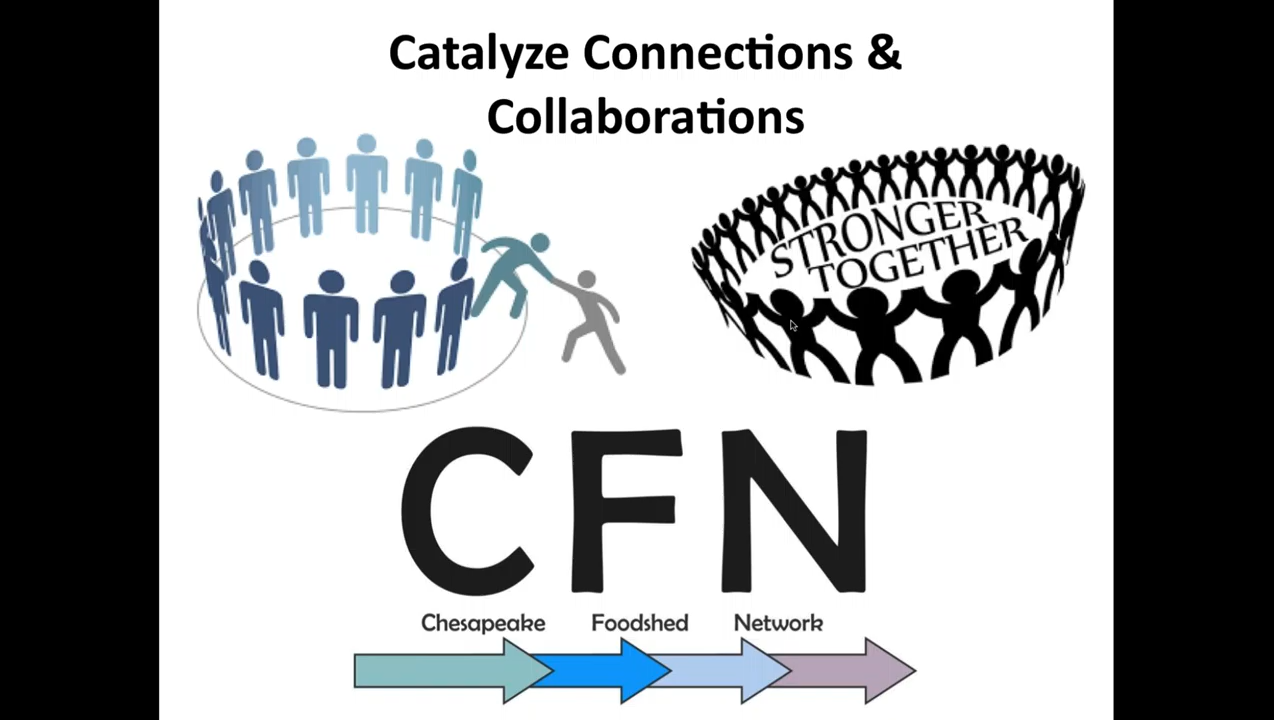 Catalyze Connections &
Collaborations
STRONGER
TOGETHER
CFN
Chesapeake Foodshed Network